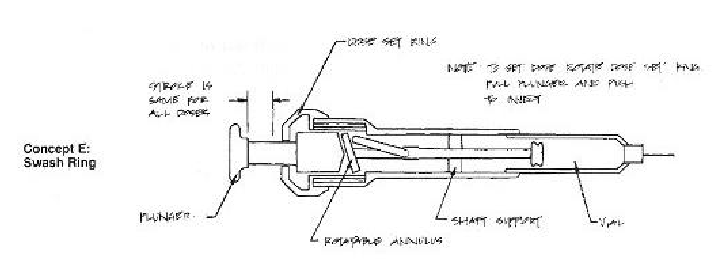 DOSE SET RING
STROKE IS
SAME FOR
ALL DOSES
NOTE: TO SET DOSE ROTATE DOSE SET RING
PULL PLUNGER AND PUSH
TO INJECT
Concept E:
Swash Ring
PLUNGER
SHAFT SUPPORT
VIAL
ROTATABLE ANNULUS